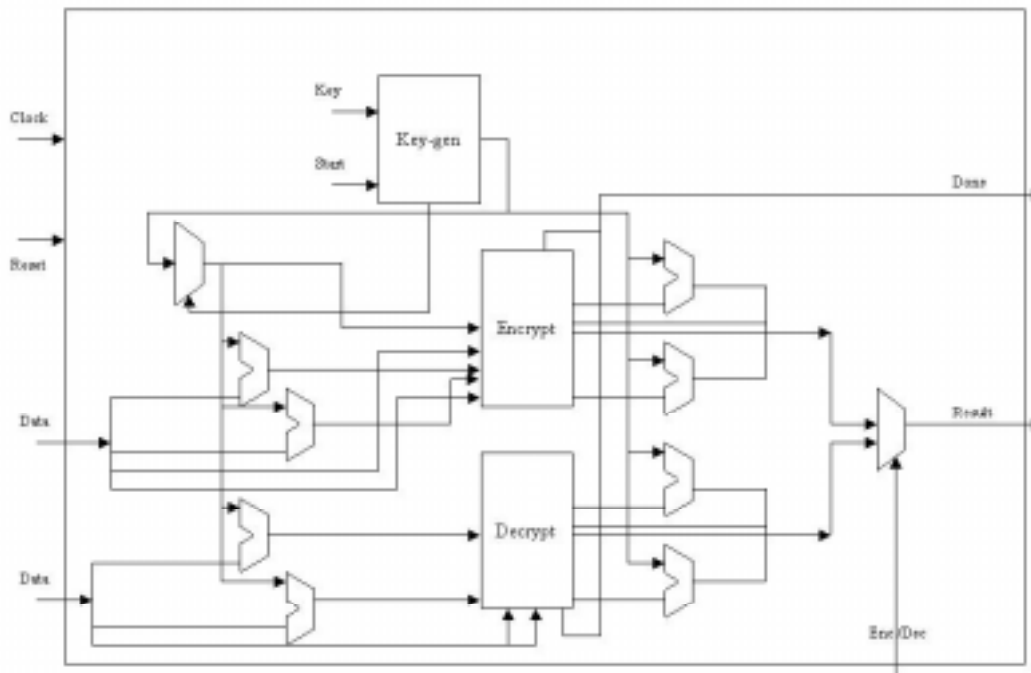 Key
Clock
Key-gen
Start
Done
Reset
Encrypt
Data
Result
Decrypt
Data
Enc/Dec